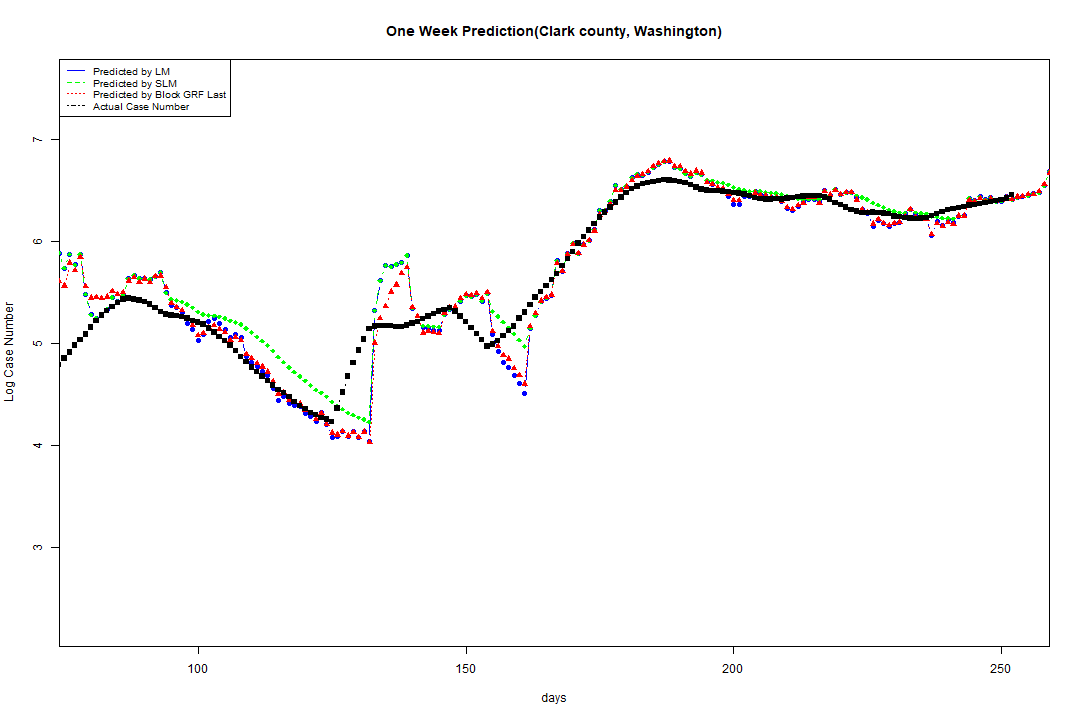 One Week Prediction(Clark county, Washington)
Predicted by LM
Predicted by SLM
Predicted by Block GRF Last
Actual Case Number
7
6
5
4
3
Log Case Number
100 150 200 250
days